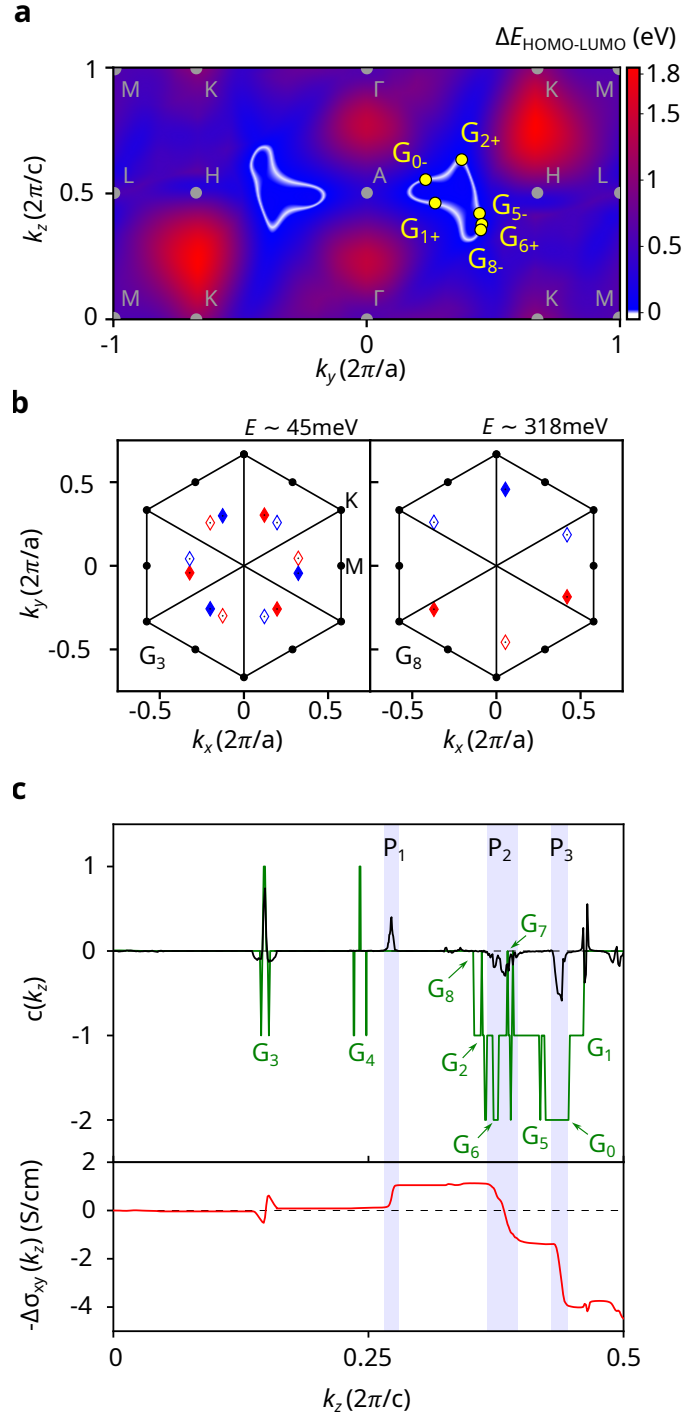 a
ΔE_HOMO-LUMO (eV)
1 1.8
M K Γ K M
G2+
1.5
G0-
k_z (2π/c) 0.5 L H A H L 1
G5-
G1+ G6+
0.5
G8-
M K Γ K M
0 0
-1 0 1
k_y (2π/a)
b
E ~ 45meV E ~ 318meV
0.5 K
k_y (2π/a) 0 M
-0.5 G3 G8
-0.5 0 0.5 -0.5 0 0.5
k_x (2π/a) k_x (2π/a)
c
P1 P2 P3
1
G7
0
c(k_z) G8
-1
G3 G4 G2 G1
-2
G6 G5 G0
2
-Δσ_xy (k_z) (S/cm) 0
-2
-4
0 0.25 0.5
k_z (2π/c)